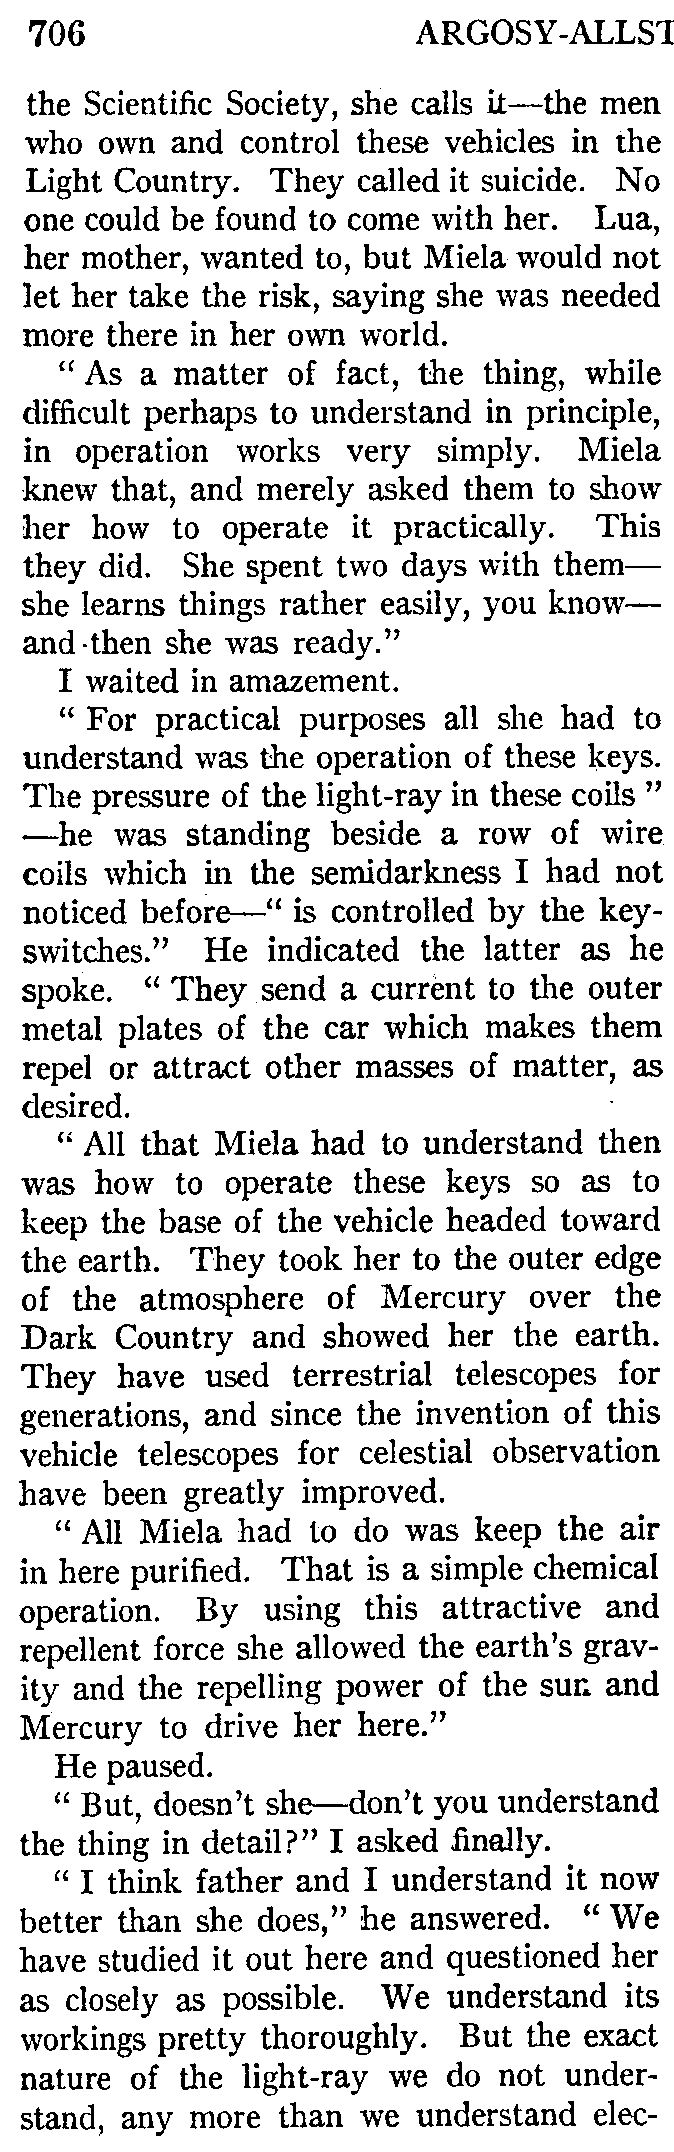 706 ARGOSY-ALLST
the Scientific Society, she calls it—the men
who own and control these vehicles in the
Light Country. They called it suicide. No
one could be found to come with her. Lua,
her mother, wanted to, but Miela would not
let her take the risk, saying she was needed
more there in her own world.
" As a matter of fact, the thing, while
difficult perhaps to understand in principle,
in operation works very simply. Miela
knew that, and merely asked them to show
her how to operate it practically. This
they did. She spent two days with them—
she learns things rather easily, you know—
and then she was ready."
I waited in amazement.
" For practical purposes all she had to
understand was the operation of these keys.
The pressure of the light-ray in these coils "
—he was standing beside a row of wire
coils which in the semidarkness I had not
noticed before—" is controlled by the key-
switches." He indicated the latter as he
spoke. " They send a current to the outer
metal plates of the car which makes them
repel or attract other masses of matter, as
desired.
" All that Miela had to understand then
was how to operate these keys so as to
keep the base of the vehicle headed toward
the earth. They took her to the outer edge
of the atmosphere of Mercury over the
Dark Country and showed her the earth.
They have used terrestrial telescopes for
generations, and since the invention of this
vehicle telescopes for celestial observation
have been greatly improved.
" All Miela had to do was keep the air
in here purified. That is a simple chemical
operation. By using this attractive and
repellent force she allowed the earth's grav-
ity and the repelling power of the sun and
Mercury to drive her here."
He paused.
" But, doesn't she—don't you understand
the thing in detail?" I asked finally.
" I think father and I understand it now
better than she does," he answered. " We
have studied it out here and questioned her
as closely as possible. We understand its
workings pretty thoroughly. But the exact
nature of the light-ray we do not under-
stand, any more than we understand elec-